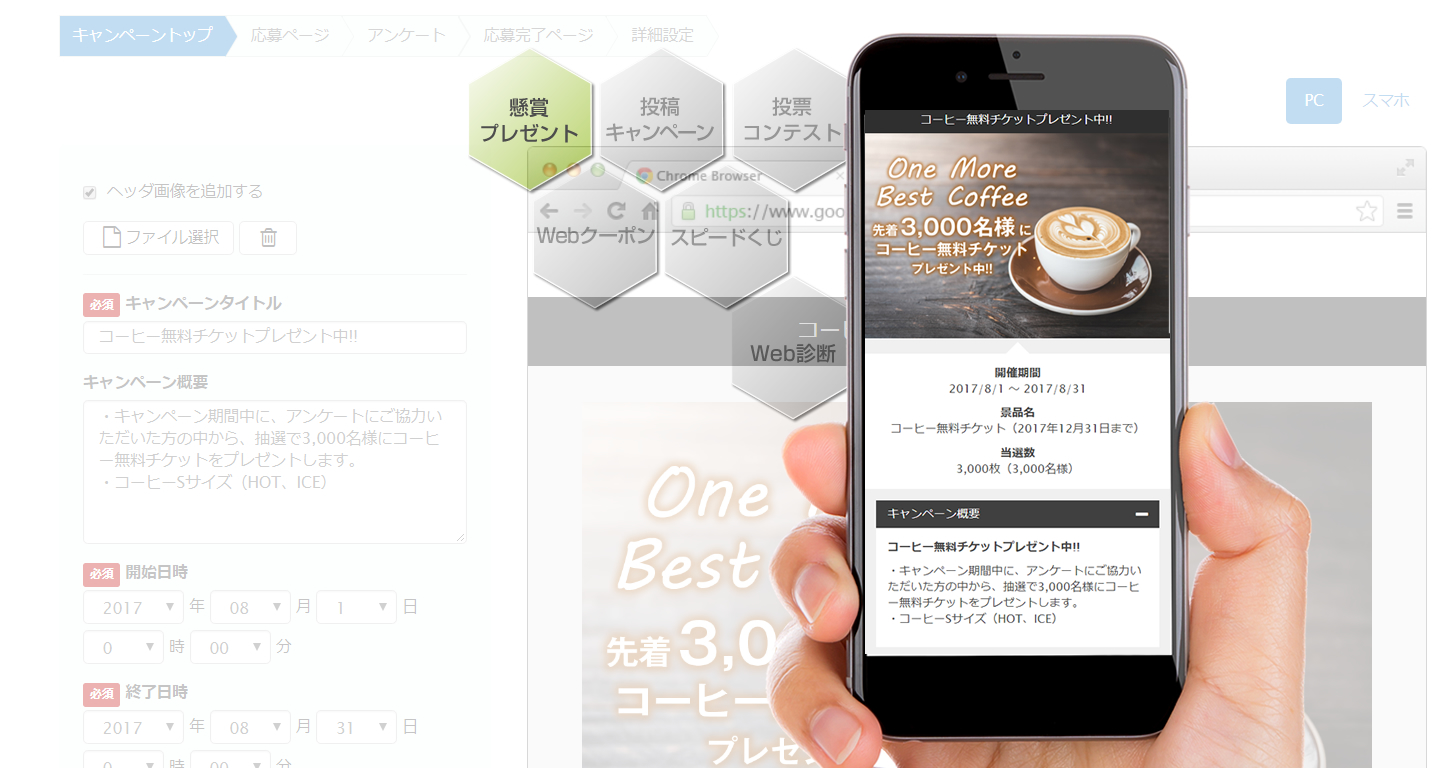 キャンペーントップ
応募ページ
アンケート
応募完了ページ
詳細設定
懸賞
プレゼント
投稿
キャンペーン
投票
コンテスト
Webクーポン
スピードくじ
Web診断
PC
スマホ
ヘッダ画像を追加する
ファイル選択
必須 キャンペーンタイトル
コーヒー無料チケットプレゼント中!!
キャンペーン概要
・キャンペーン期間中に、アンケートにご協力い
ただいた方の中から、抽選で3,000名様にコーヒ
ー無料チケットをプレゼントします。
・コーヒーSサイズ（HOT、ICE）
必須 開始日時
2017 年 08 月 1 日
0 時 00 分
必須 終了日時
2017 年 08 月 31 日
0 時 00 分
Chrome Browser
https://www.goo
コー
One
Best
先着 3,0
コーヒー
プレゼン
コーヒー無料チケットプレゼント中!!
One More
Best Coffee
先着 3,000名様 に
コーヒー無料チケット
プレゼント中!!
開催期間
2017/8/1 ～ 2017/8/31
景品名
コーヒー無料チケット（2017年12月31日まで）
当選数
3,000枚（3,000名様）
キャンペーン概要
コーヒー無料チケットプレゼント中!!
・キャンペーン期間中に、アンケートにご協力い
ただいた方の中から、抽選で3,000名様にコーヒ
ー無料チケットをプレゼントします。
・コーヒーSサイズ（HOT、ICE）